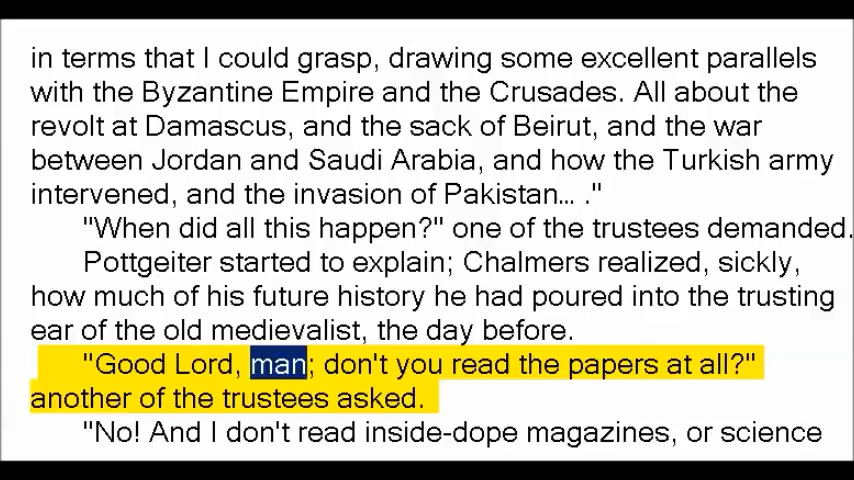 in terms that I could grasp, drawing some excellent parallels
with the Byzantine Empire and the Crusades. All about the
revolt at Damascus, and the sack of Beirut, and the war
between Jordan and Saudi Arabia, and how the Turkish army
intervened, and the invasion of Pakistan... ."
"When did all this happen?" one of the trustees demanded.
Pottgeiter started to explain; Chalmers realized, sickly,
how much of his future history he had poured into the trusting
ear of the old medievalist, the day before.
"Good Lord, man; don't you read the papers at all?"
another of the trustees asked.
"No! And I don't read inside-dope magazines, or science